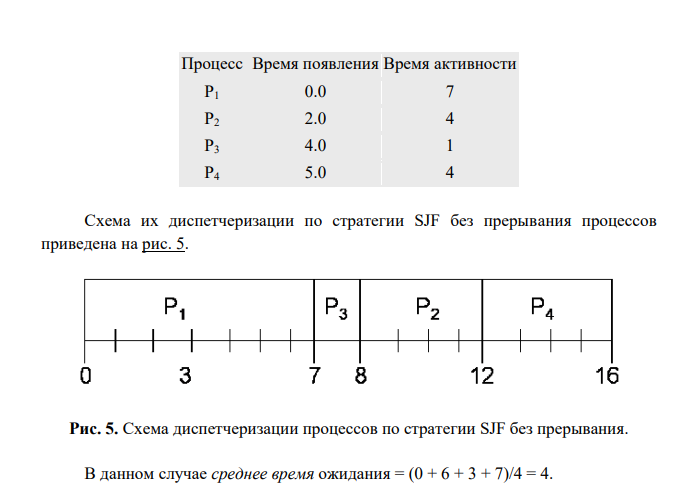 Процесс Время появления Время активности
P₁ 0.0 7
P₂ 2.0 4
P₃ 4.0 1
P₄ 5.0 4
Схема их диспетчеризации по стратегии SJF без прерывания процессов
приведена на рис. 5.
P₁ P₃ P₂ P₄
0 3 7 8 12 16
Рис. 5. Схема диспетчеризации процессов по стратегии SJF без прерывания.
В данном случае среднее время ожидания = (0 + 6 + 3 + 7)/4 = 4.